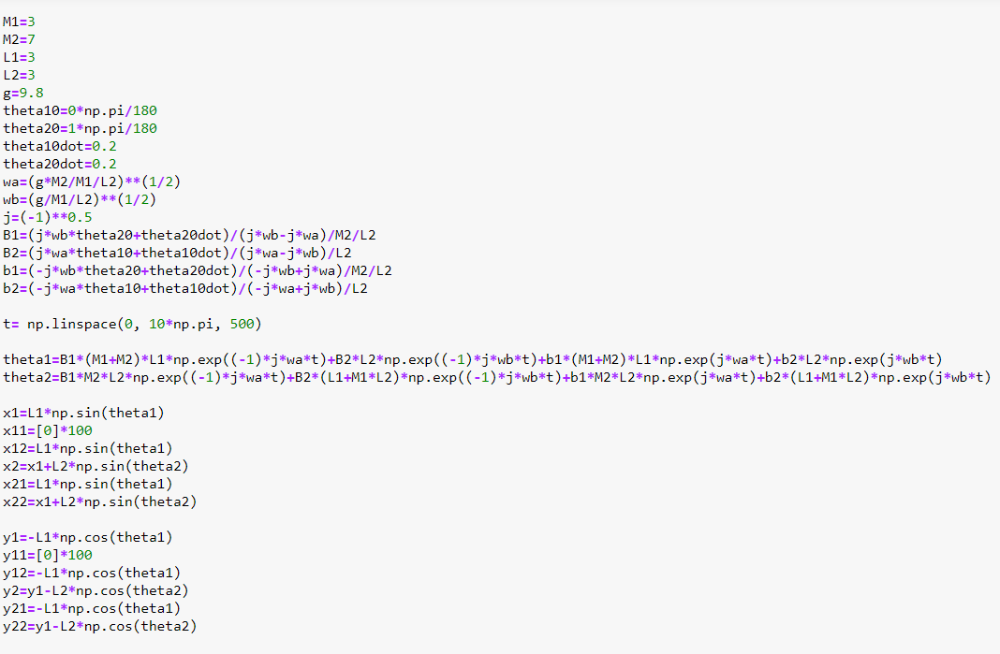 M1=3
M2=7
L1=3
L2=3
g=9.8
theta10=0*np.pi/180
theta20=1*np.pi/180
theta10dot=0.2
theta20dot=0.2
wa=(g*M2/M1/L2)**(1/2)
wb=(g/M1/L2)**(1/2)
j=(-1)**0.5
B1=(j*wb*theta20+theta20dot)/(j*wb-j*wa)/M2/L2
B2=(j*wa*theta10+theta10dot)/(j*wa-j*wb)/L2
b1=(-j*wb*theta20+theta20dot)/(-j*wb+j*wa)/M2/L2
b2=(-j*wa*theta10+theta10dot)/(-j*wa+j*wb)/L2
t= np.linspace(0, 10*np.pi, 500)
theta1=B1*(M1+M2)*L1*np.exp((-1)*j*wa*t)+B2*L2*np.exp((-1)*j*wb*t)+b1*(M1+M2)*L1*np.exp(j*wa*t)+b2*L2*np.exp(j*wb*t)
theta2=B1*M2*L2*np.exp((-1)*j*wa*t)+B2*(L1+M1*L2)*np.exp((-1)*j*wb*t)+b1*M2*L2*np.exp(j*wa*t)+b2*(L1+M1*L2)*np.exp(j*wb*t)
x1=L1*np.sin(theta1)
x11=[0]*100
x12=L1*np.sin(theta1)
x2=x1+L2*np.sin(theta2)
x21=L1*np.sin(theta1)
x22=x1+L2*np.sin(theta2)
y1=-L1*np.cos(theta1)
y11=[0]*100
y12=-L1*np.cos(theta1)
y2=y1-L2*np.cos(theta2)
y21=-L1*np.cos(theta1)
y22=y1-L2*np.cos(theta2)